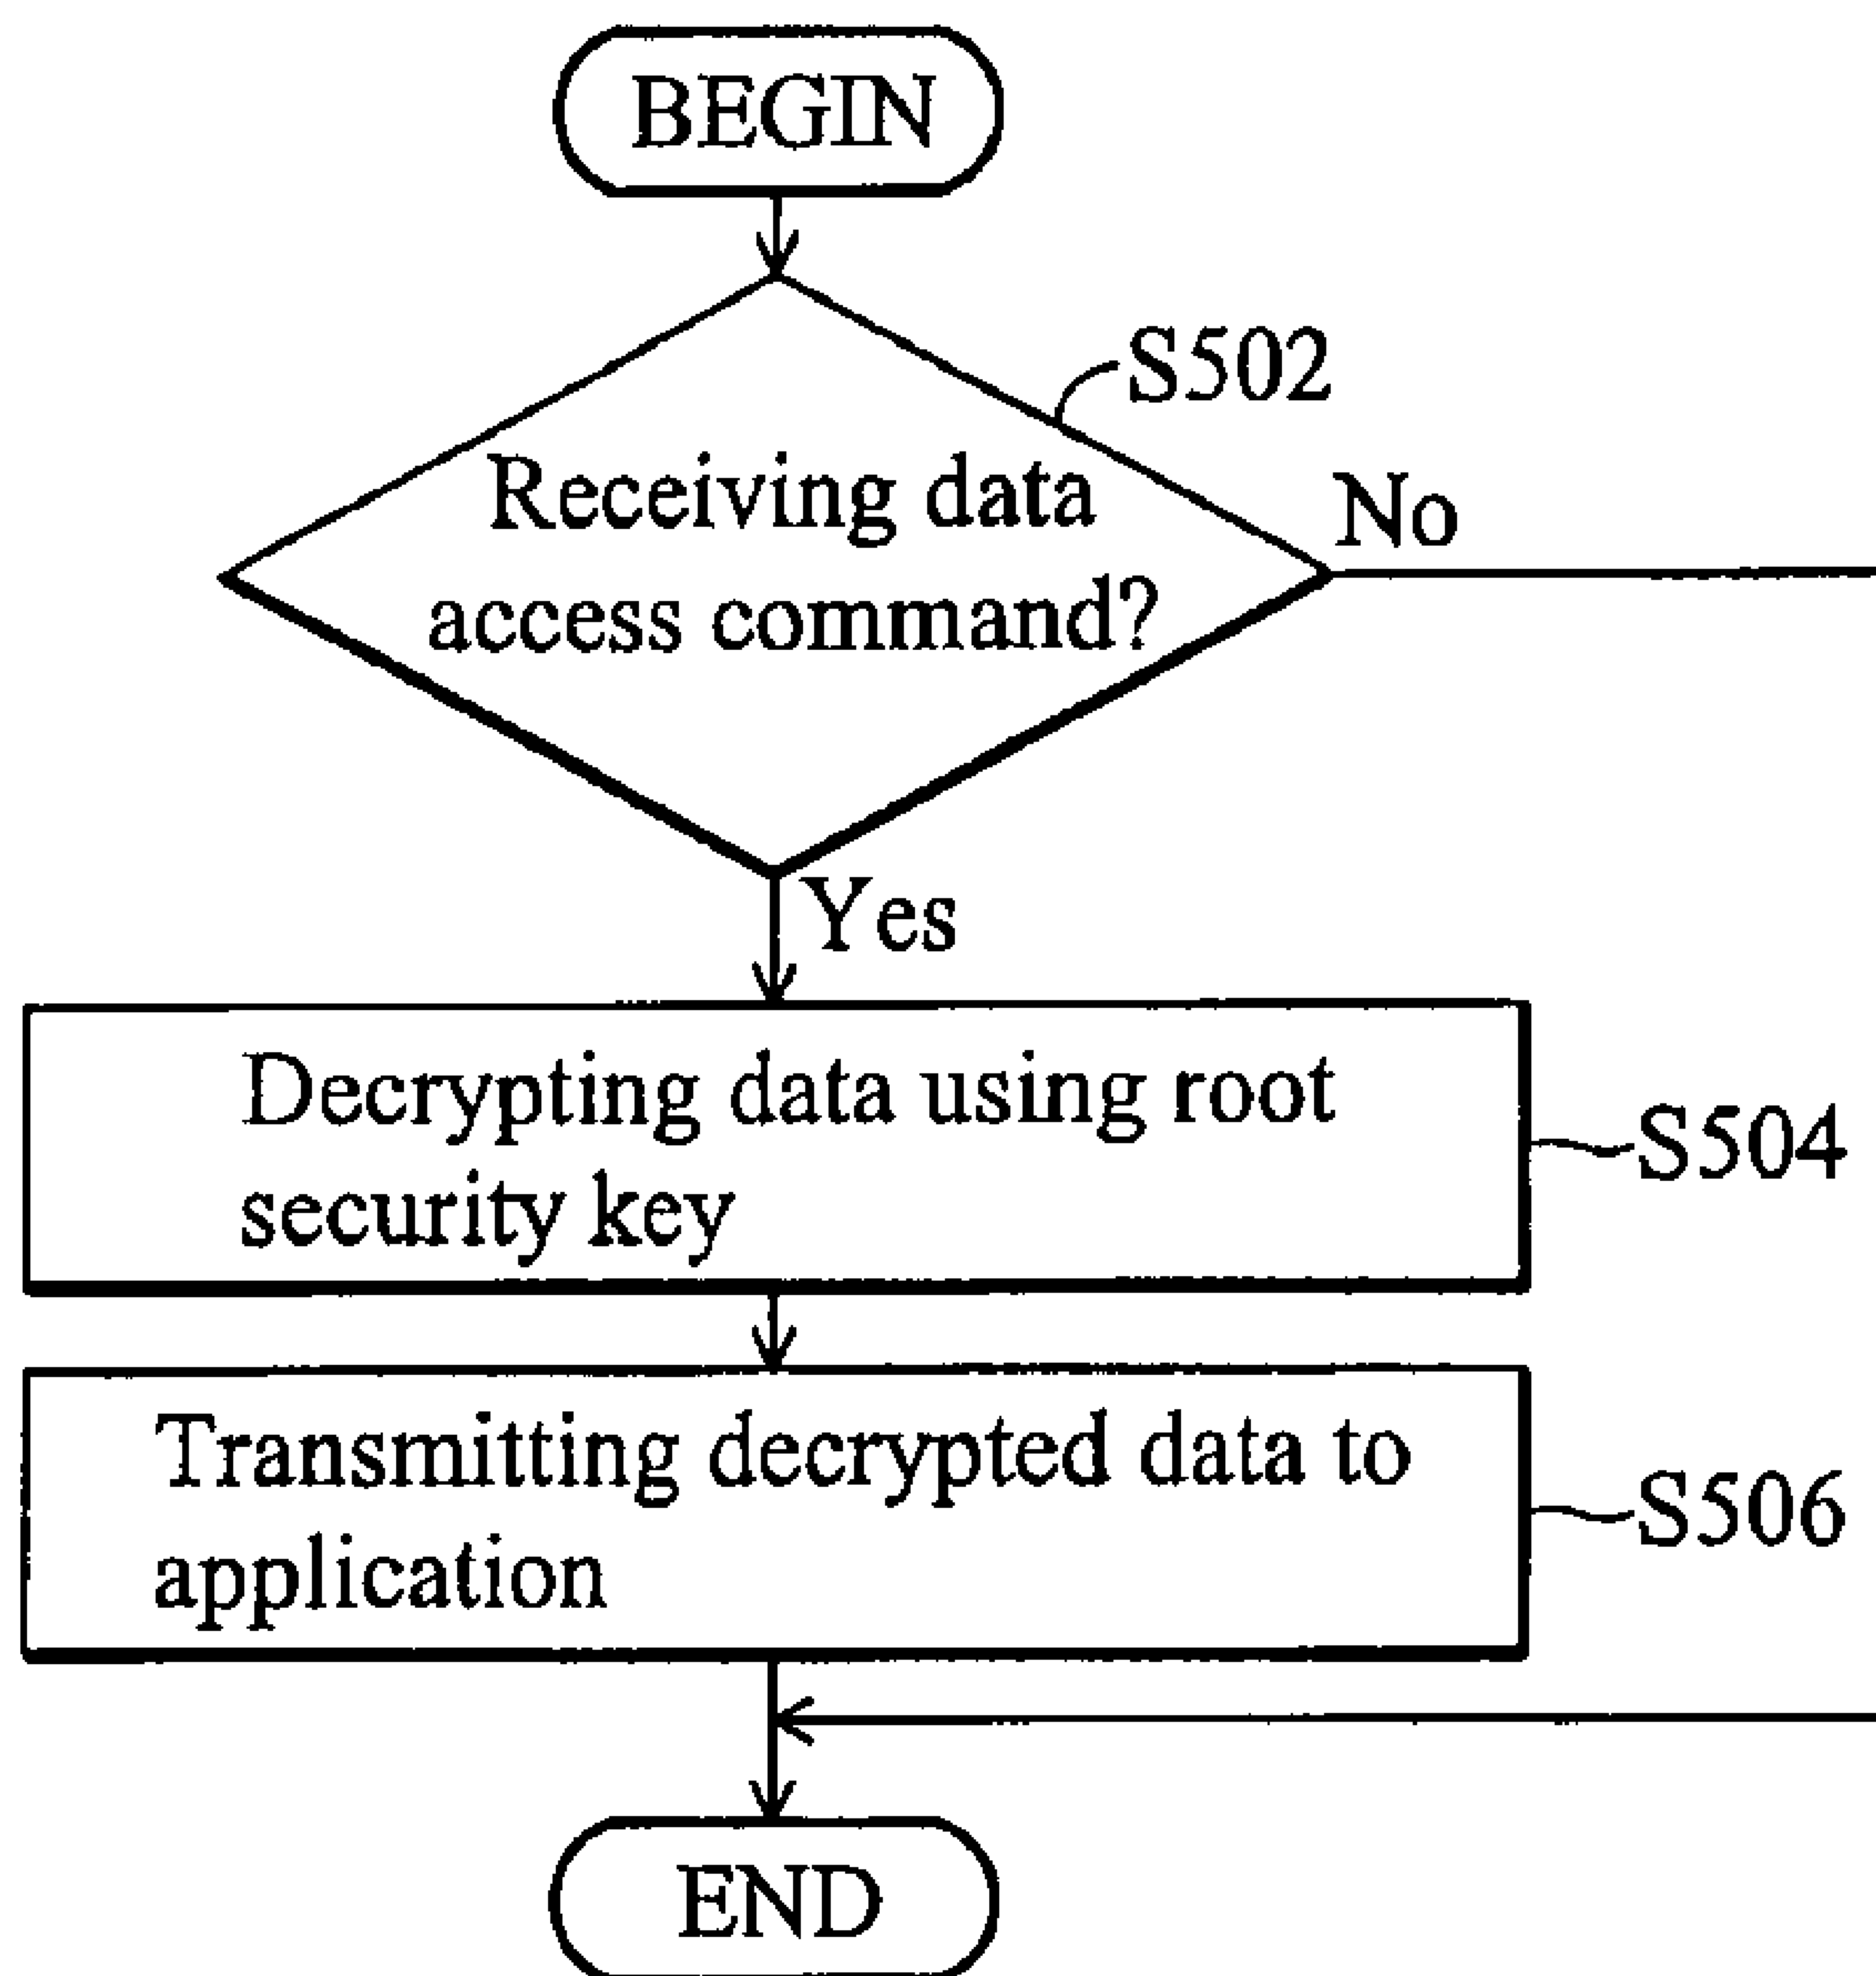 BEGIN
S502
Receiving data
access command?
No
Yes
Decrypting data using root
security key
S504
Transmitting decrypted data to
application
S506
END